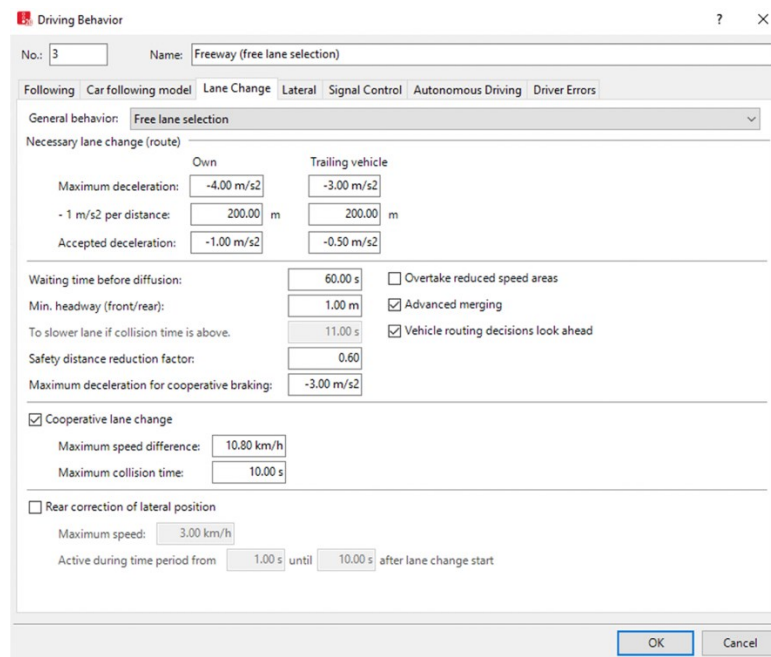 Driving Behavior ? X
No.: 3 Name: Freeway (free lane selection)
Following Car following model Lane Change Lateral Signal Control Autonomous Driving Driver Errors
General behavior: Free lane selection
Necessary lane change (route)
Own Trailing vehicle
Maximum deceleration: -4.00 m/s2 -3.00 m/s2
- 1 m/s2 per distance: 200.00 m 200.00 m
Accepted deceleration: -1.00 m/s2 -0.50 m/s2
Waiting time before diffusion: 60.00 s Overtake reduced speed areas
Min. headway (front/rear): 1.00 m Advanced merging
To slower lane if collision time is above. 11.00 s Vehicle routing decisions look ahead
Safety distance reduction factor: 0.60
Maximum deceleration for cooperative braking: -3.00 m/s2
Cooperative lane change
Maximum speed difference: 10.80 km/h
Maximum collision time: 10.00 s
Rear correction of lateral position
Maximum speed: 3.00 km/h
Active during time period from 1.00 s until 10.00 s after lane change start
OK Cancel